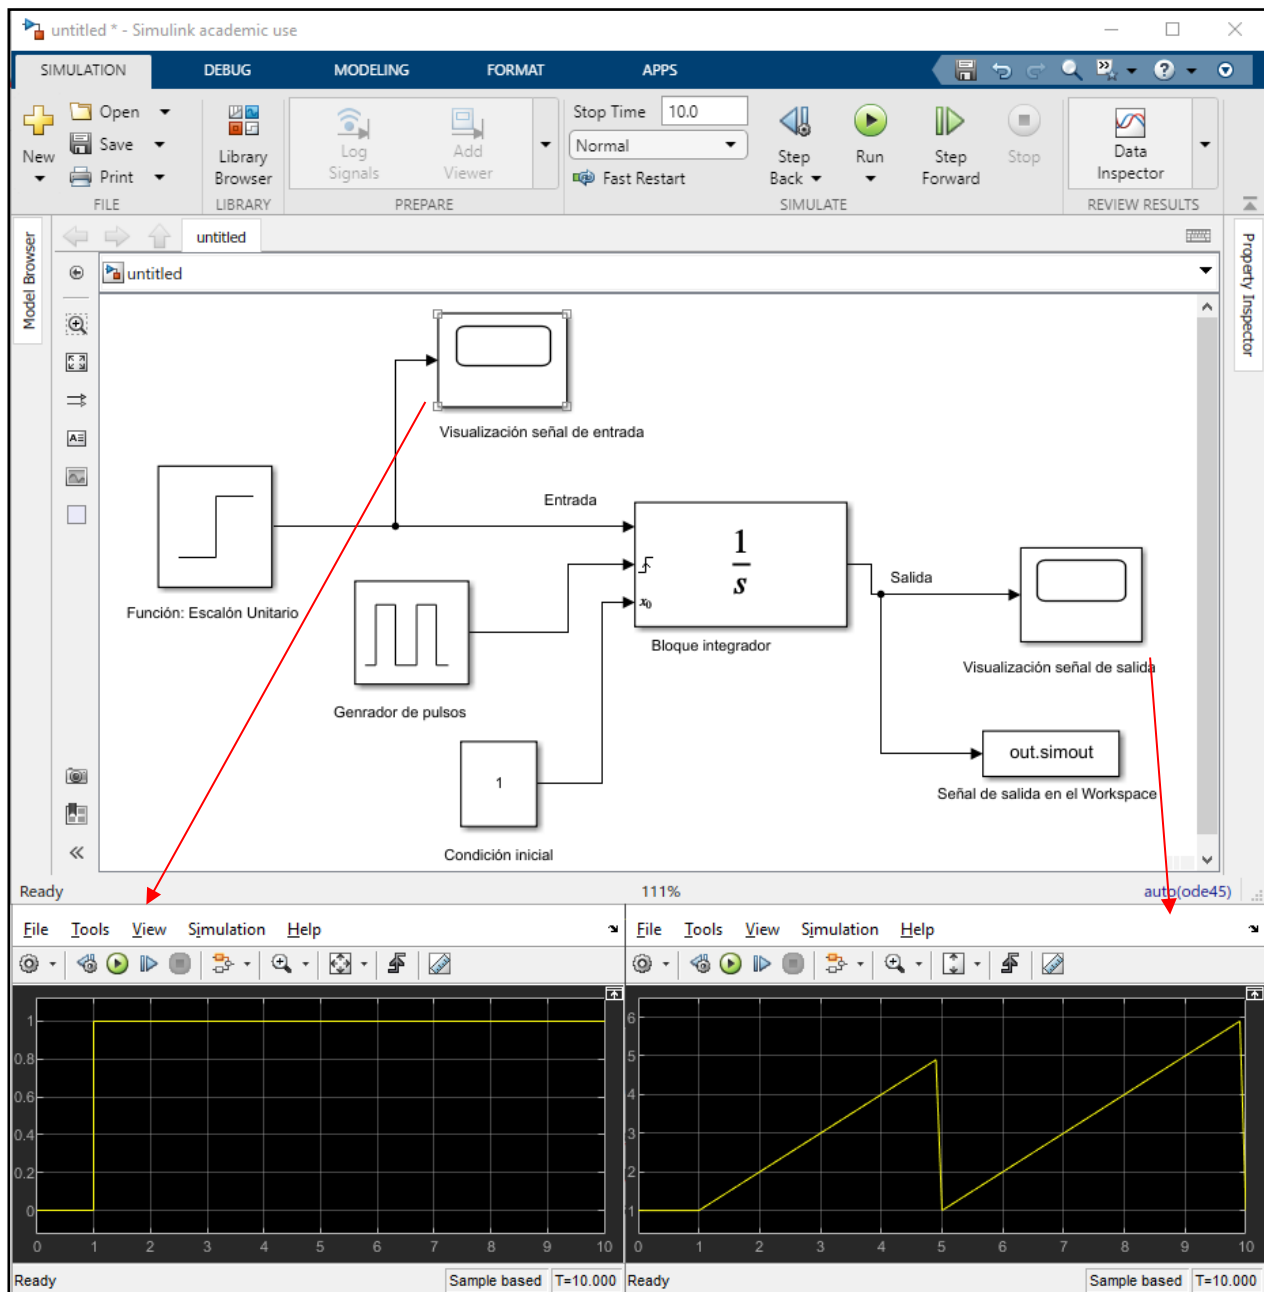 untitled * - Simulink academic use
SIMULATION DEBUG MODELING FORMAT APPS
New
Open
Save
Print
FILE
Library Browser
LIBRARY
Log Signals
Add Viewer
PREPARE
Stop Time 10.0
Normal
Fast Restart
Step Back
Run
Step Forward
Stop
SIMULATE
Data Inspector
REVIEW RESULTS
Model Browser
untitled
Property Inspector
untitled
Visualización señal de entrada
Entrada
Función: Escalón Unitario
1
s
x0
Bloque integrador
Salida
Visualización señal de salida
Genrador de pulsos
out.simout
Señal de salida en el Workspace
1
Condición inicial
Ready 111% auto(ode45)
File Tools View Simulation Help
1
0.8
0.6
0.4
0.2
0
0 1 2 3 4 5 6 7 8 9 10
Ready Sample based T=10.000
File Tools View Simulation Help
6
5
4
3
2
1
0 1 2 3 4 5 6 7 8 9 10
Ready Sample based T=10.000